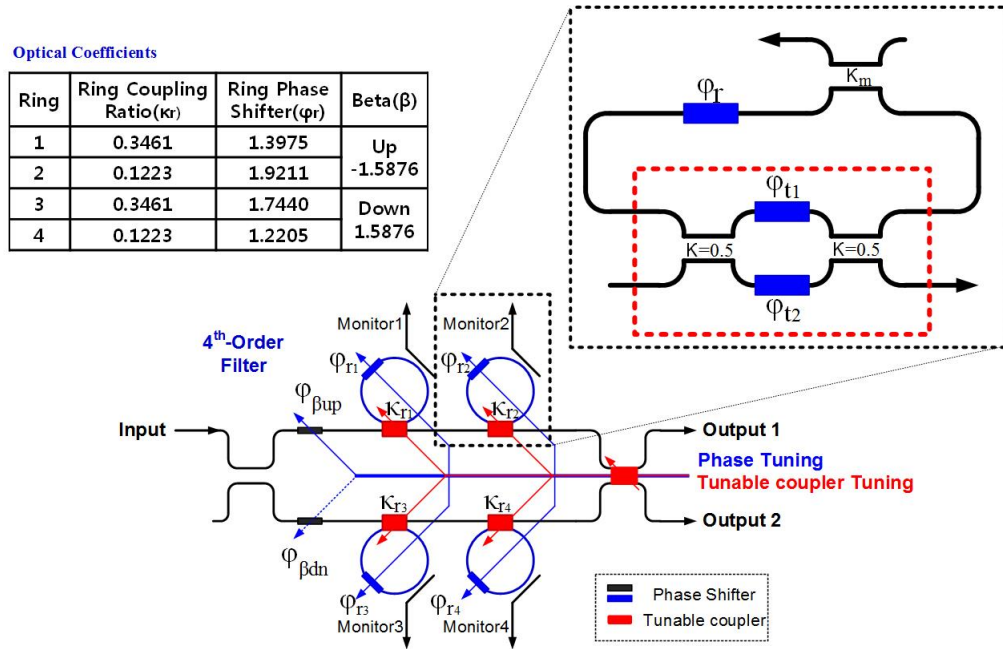 Optical Coefficients
Ring Ring Coupling Ratio(κr) Ring Phase Shifter(φr) Beta(β)
1 0.3461 1.3975 Up -1.5876
2 0.1223 1.9211
3 0.3461 1.7440 Down 1.5876
4 0.1223 1.2205
Km
φr
φt1
K=0.5 K=0.5
φt2
4th-Order Filter
Monitor1 Monitor2
φr1 φr2
κr1 κr2
φβup
Input
Output 1
Phase Tuning
Tunable coupler Tuning
κr3 κr4
Output 2
φβdn
φr3 φr4
Monitor3 Monitor4
Phase Shifter
Tunable coupler